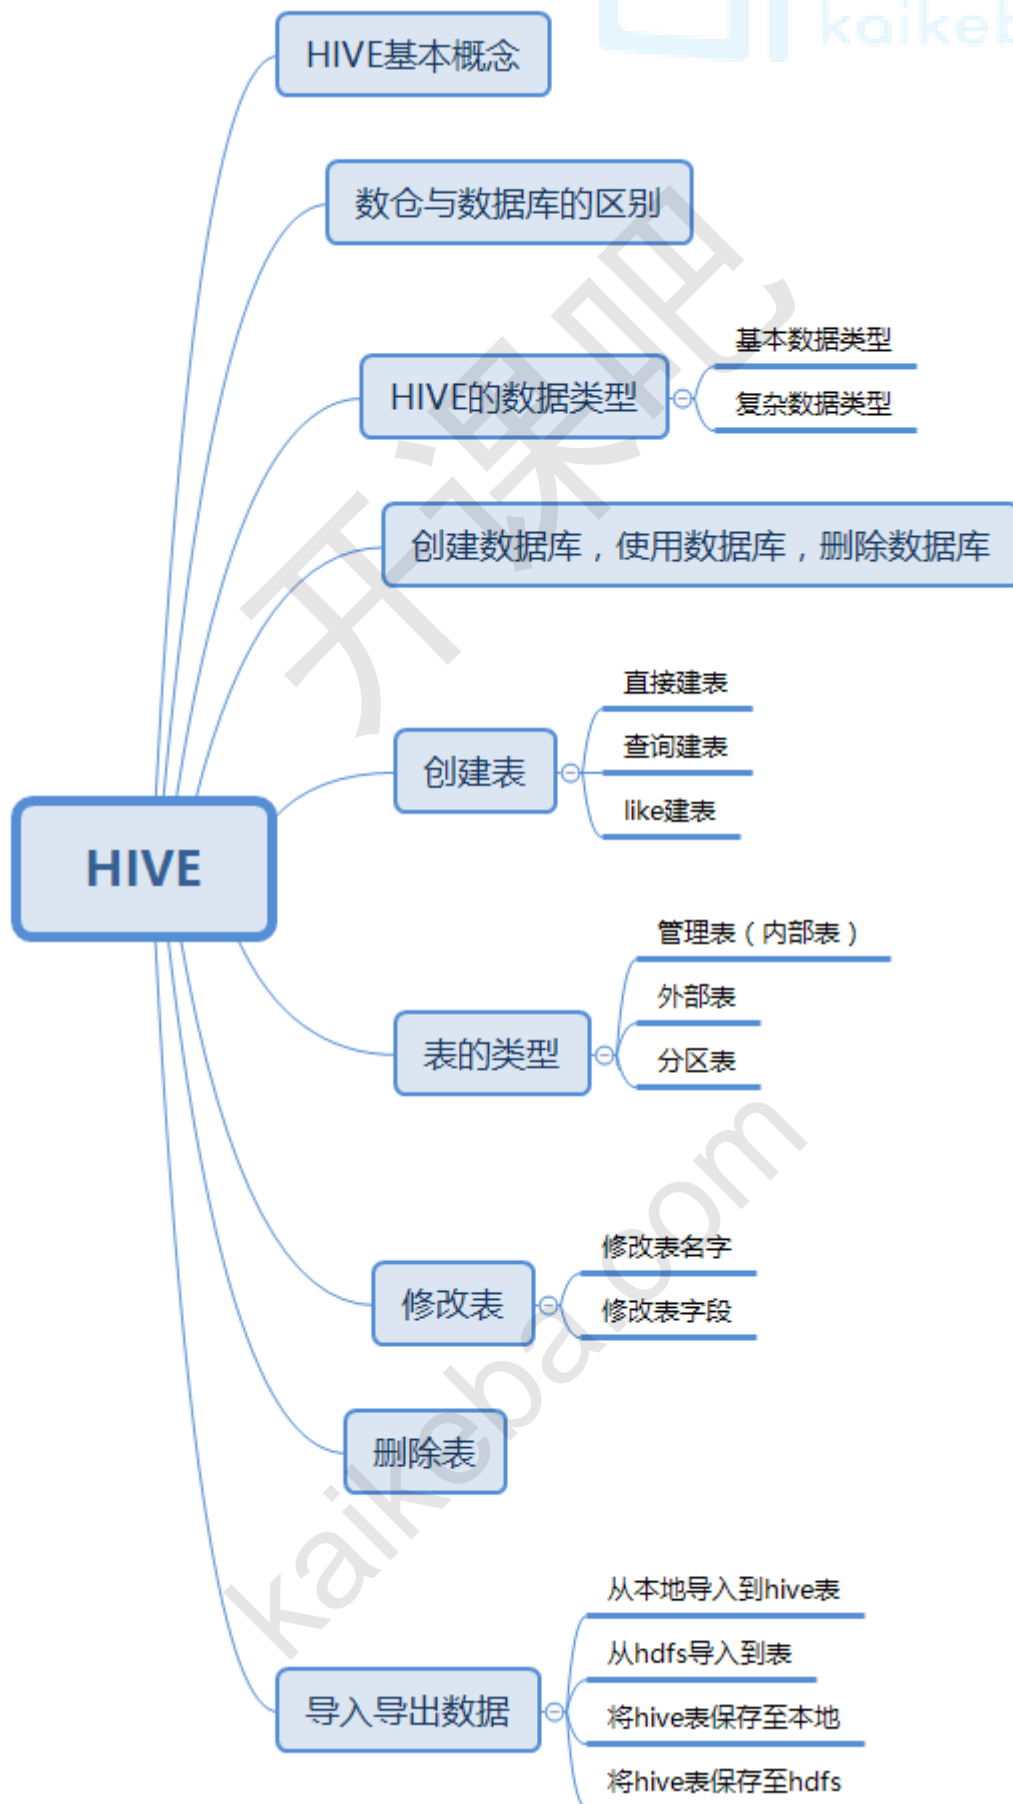 kaikeb
HIVE基本概念
数仓与数据库的区别
HIVE的数据类型
基本数据类型
复杂数据类型
创建数据库，使用数据库，删除数据库
创建表
直接建表
查询建表
like建表
HIVE
表的类型
管理表（内部表）
外部表
分区表
修改表
修改表名字
修改表字段
删除表
导入导出数据
从本地导入到hive表
从hdfs导入到表
将hive表保存至本地
将hive表保存至hdfs
开课吧
kaikeba.com